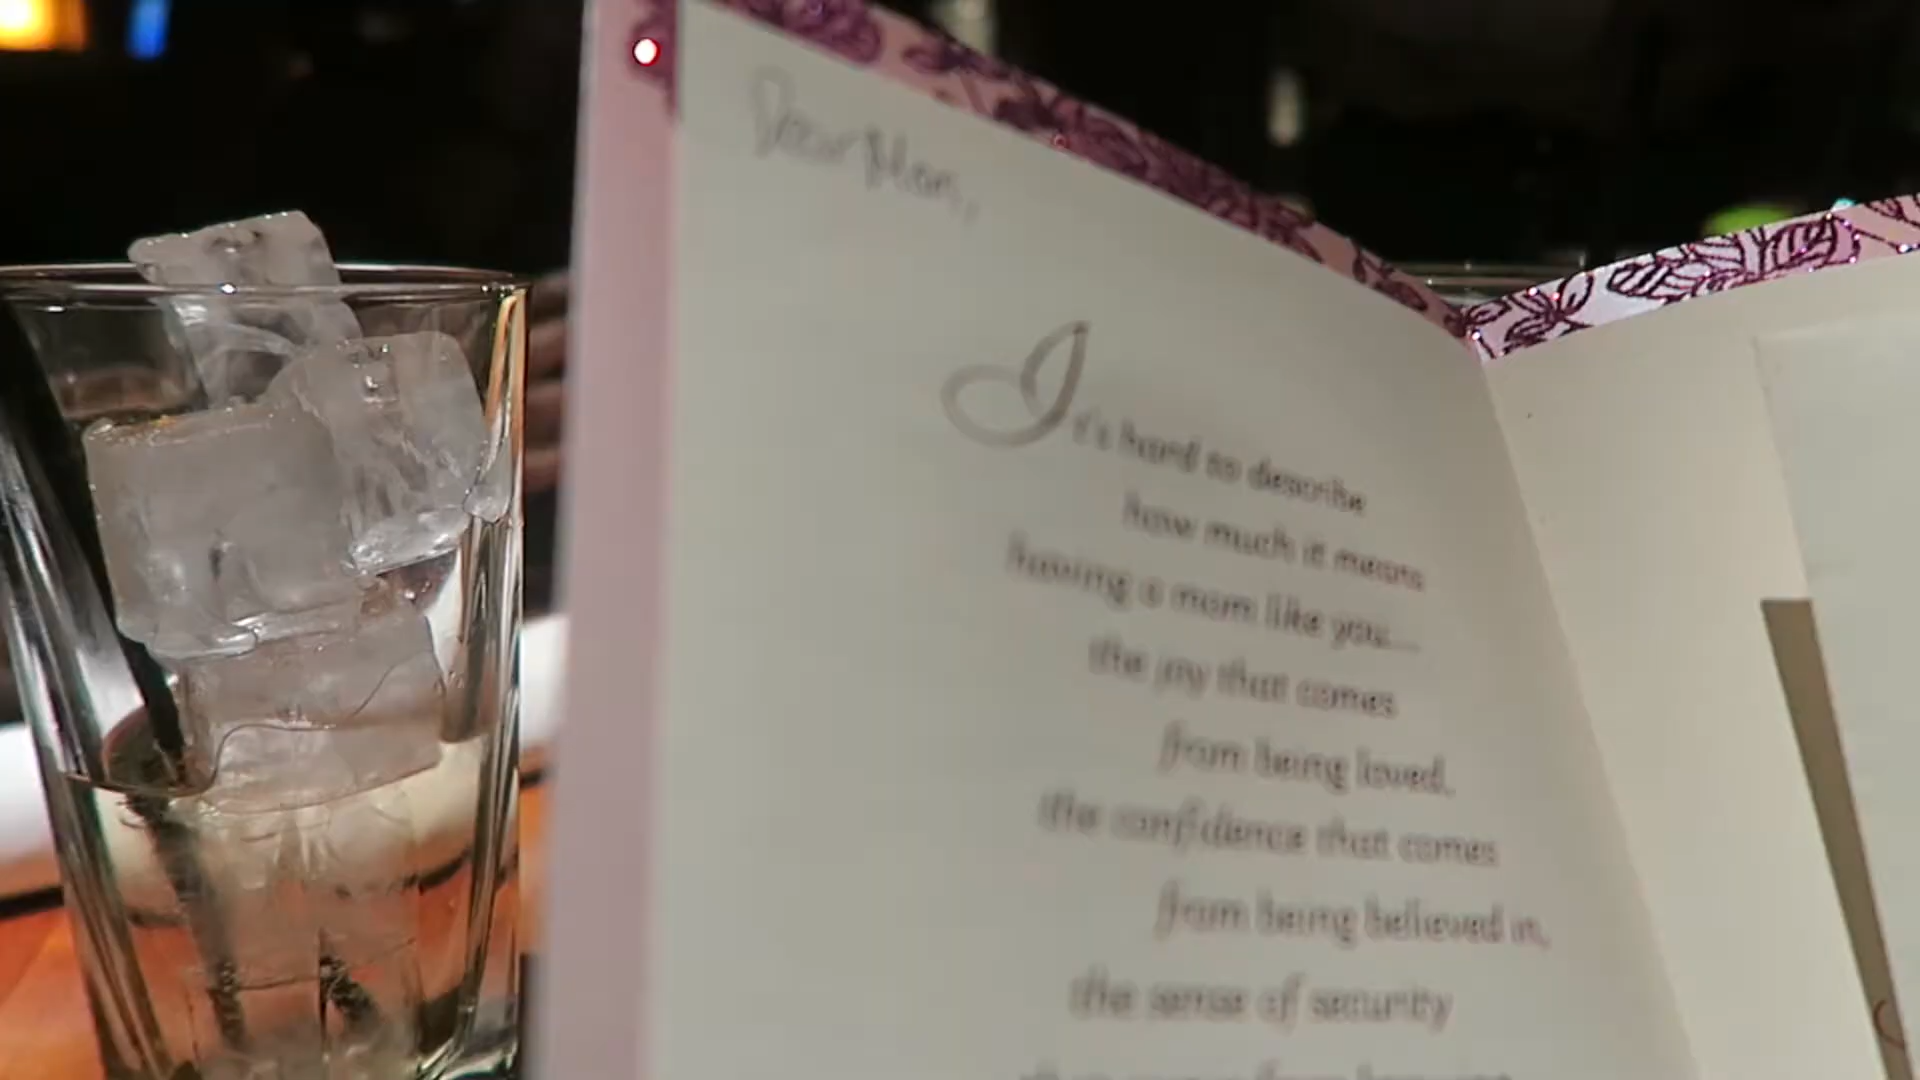 Dear Mom,
It's hard to describe
how much it means
having a mom like you...
the joy that comes
from being loved,
the confidence that comes
from being believed in,
the sense of security